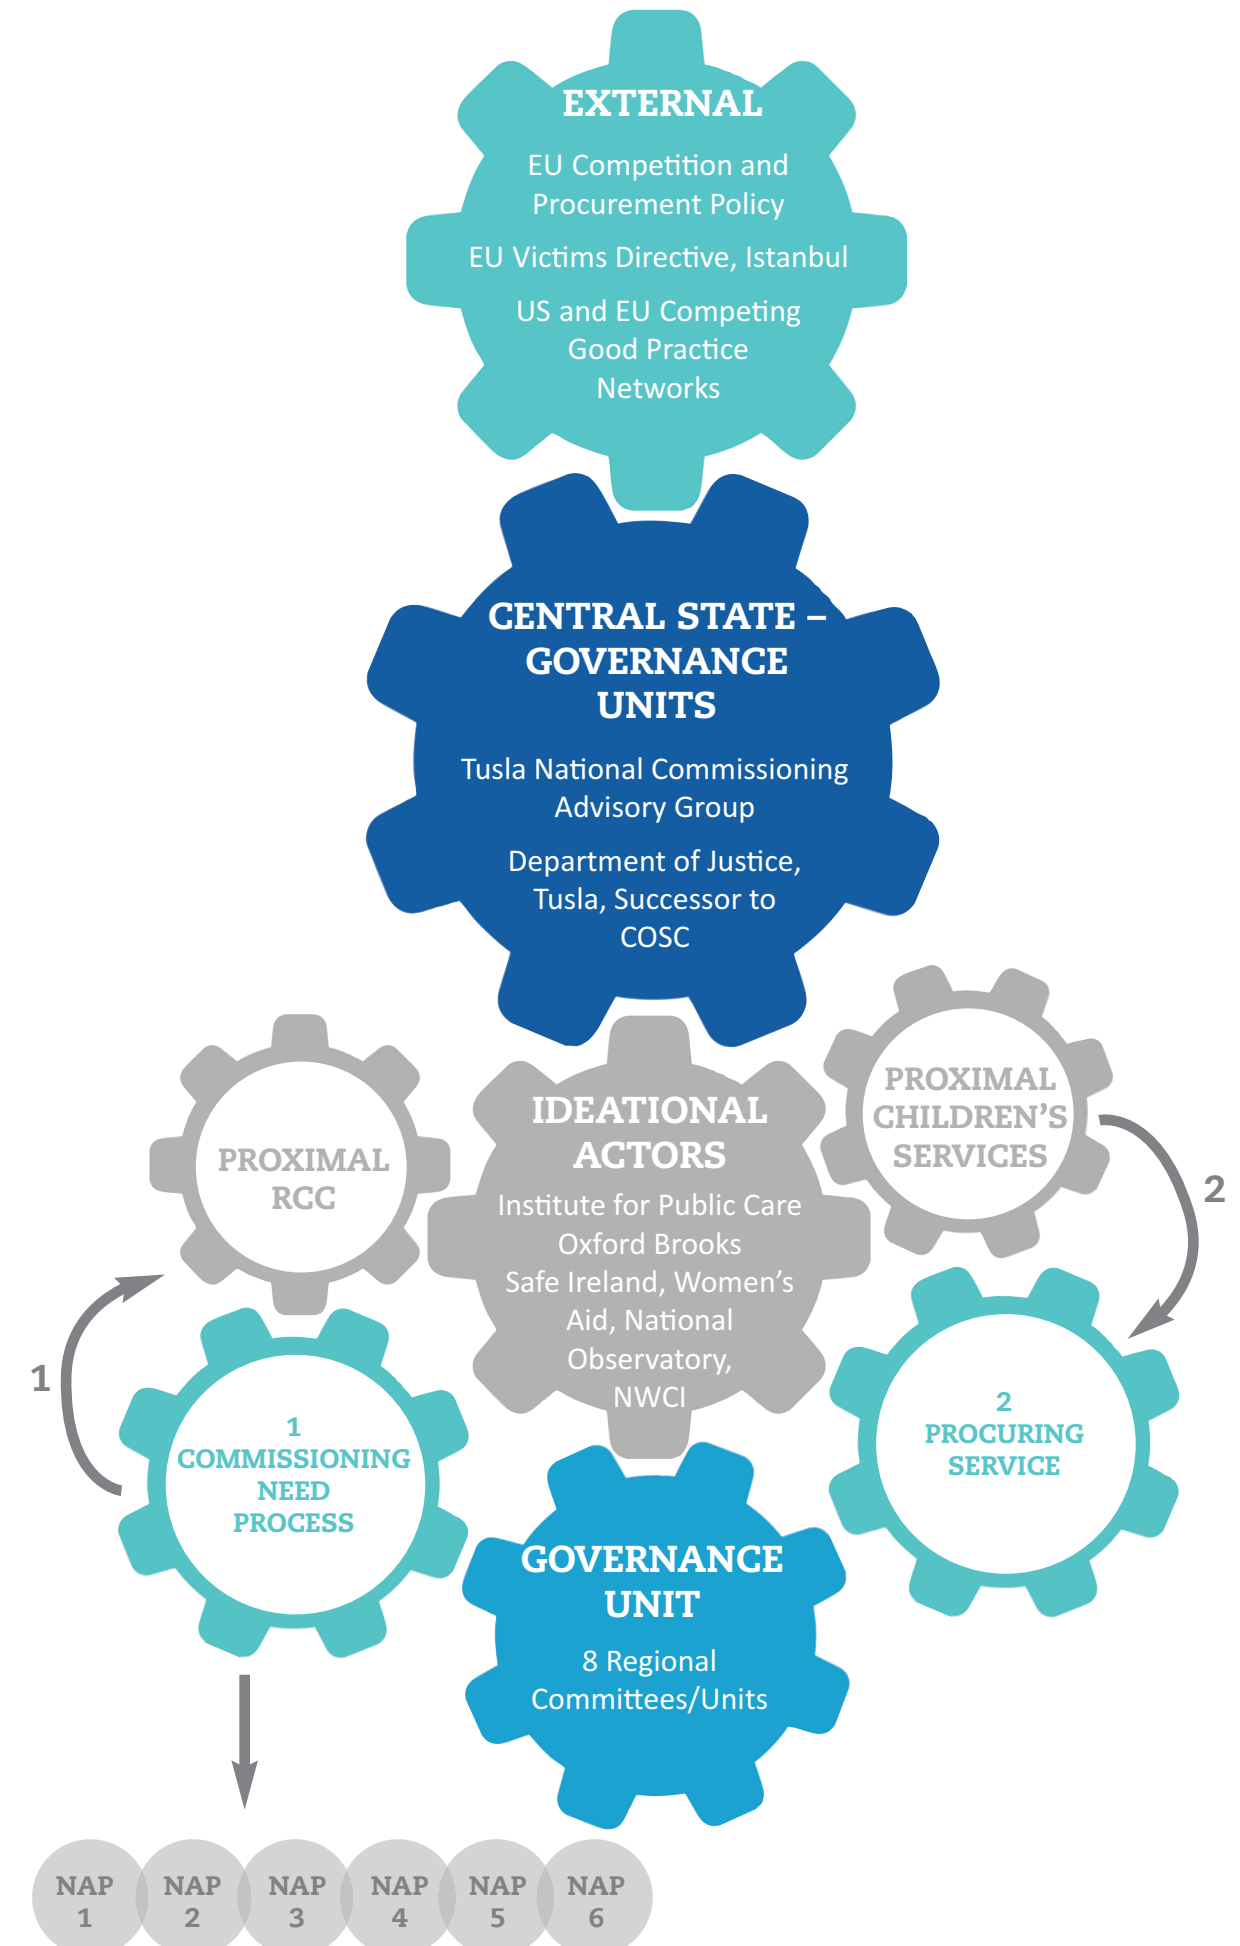 EXTERNAL
EU Competition and
Procurement Policy
EU Victims Directive, Istanbul
US and EU Competing
Good Practice
Networks
CENTRAL STATE –
GOVERNANCE
UNITS
Tusla National Commissioning
Advisory Group
Department of Justice,
Tusla, Successor to
COSC
PROXIMAL
RCC
IDEATIONAL
ACTORS
Institute for Public Care
Oxford Brooks
Safe Ireland, Women's
Aid, National
Observatory,
NWCI
PROXIMAL
CHILDREN'S
SERVICES
2
1
1
COMMISSIONING
NEED
PROCESS
2
PROCURING
SERVICE
GOVERNANCE
UNIT
8 Regional
Committees/Units
NAP
1
NAP
2
NAP
3
NAP
4
NAP
5
NAP
6